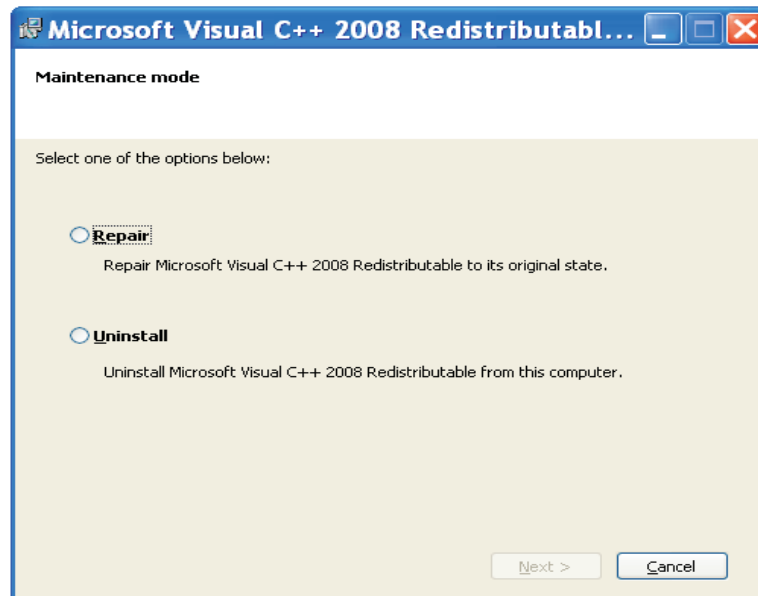 Microsoft Visual C++ 2008 Redistributabl...
Maintenance mode
Select one of the options below:
Repair
Repair Microsoft Visual C++ 2008 Redistributable to its original state.
Uninstall
Uninstall Microsoft Visual C++ 2008 Redistributable from this computer.
Next >
Cancel